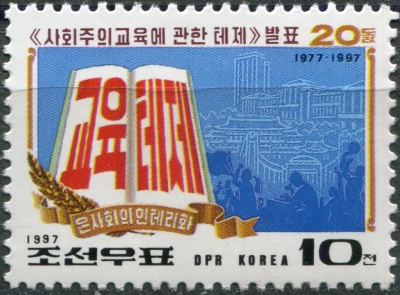 《사회주의교육에 관한 테제》 발표 20돐
1977-1997
교육테제
온사회의인테리화
1997
조선우표 DPR KOREA 10전